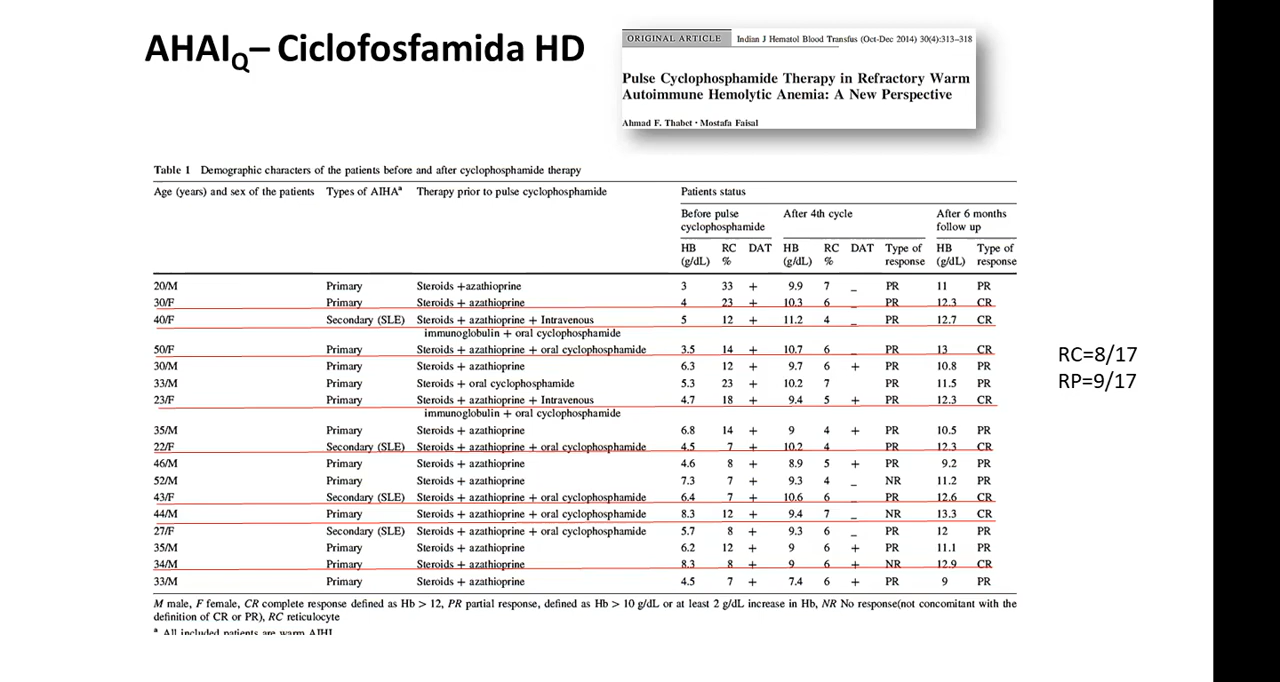 AHAIQ– Ciclofosfamida HD
ORIGINAL ARTICLE Indian J Hematol Blood Transfus (Oct-Dec 2014) 30(4):313–318
Pulse Cyclophosphamide Therapy in Refractory Warm
Autoimmune Hemolytic Anemia: A New Perspective
Ahmad F. Thabet · Mostafa Faisal
Table 1 Demographic characters of the patients before and after cyclophosphamide therapy
Age (years) and sex of the patients Types of AIHAa Therapy prior to pulse cyclophosphamide Patients status
Before pulse After 4th cycle After 6 months
cyclophosphamide follow up
HB RC DAT HB RC DAT Type of HB Type of
(g/dL) % (g/dL) % response (g/dL) response
20/M Primary Steroids +azathioprine 3 33 + 9.9 7 _ PR 11 PR
30/F Primary Steroids + azathioprine 4 23 + 10.3 6 _ PR 12.3 CR
40/F Secondary (SLE) Steroids + azathioprine + Intravenous 5 12 + 11.2 4 _ PR 12.7 CR
immunoglobulin + oral cyclophosphamide
50/F Primary Steroids + azathioprine + oral cyclophosphamide 3.5 14 + 10.7 6 _ PR 13 CR
30/M Primary Steroids + azathioprine 6.3 12 + 9.7 6 + PR 10.8 PR
33/M Primary Steroids + oral cyclophosphamide 5.3 23 + 10.2 7 PR 11.5 PR
23/F Primary Steroids + azathioprine + Intravenous 4.7 18 + 9.4 5 + PR 12.3 CR
immunoglobulin + oral cyclophosphamide
35/M Primary Steroids + azathioprine 6.8 14 + 9 4 + PR 10.5 PR
22/F Secondary (SLE) Steroids + azathioprine + oral cyclophosphamide 4.5 7 + 10.2 4 PR 12.3 CR
46/M Primary Steroids + azathioprine 4.6 8 + 8.9 5 + PR 9.2 PR
52/M Primary Steroids + azathioprine 7.3 7 + 9.3 4 _ NR 11.2 PR
43/F Secondary (SLE) Steroids + azathioprine + oral cyclophosphamide 6.4 7 + 10.6 6 _ PR 12.6 CR
44/M Primary Steroids + azathioprine + oral cyclophosphamide 8.3 12 + 9.4 7 _ NR 13.3 CR
27/F Secondary (SLE) Steroids + azathioprine + oral cyclophosphamide 5.7 8 + 9.3 6 _ PR 12 PR
35/M Primary Steroids + azathioprine 6.2 12 + 9 6 + PR 11.1 PR
34/M Primary Steroids + azathioprine 8.3 8 + 9 6 + NR 12.9 CR
33/M Primary Steroids + azathioprine 4.5 7 + 7.4 6 + PR 9 PR
M male, F female, CR complete response defined as Hb > 12, PR partial response, defined as Hb > 10 g/dL or at least 2 g/dL increase in Hb, NR No response(not concomitant with the
definition of CR or PR), RC reticulocyte
a All included patients are warm AIHI
RC=8/17
RP=9/17